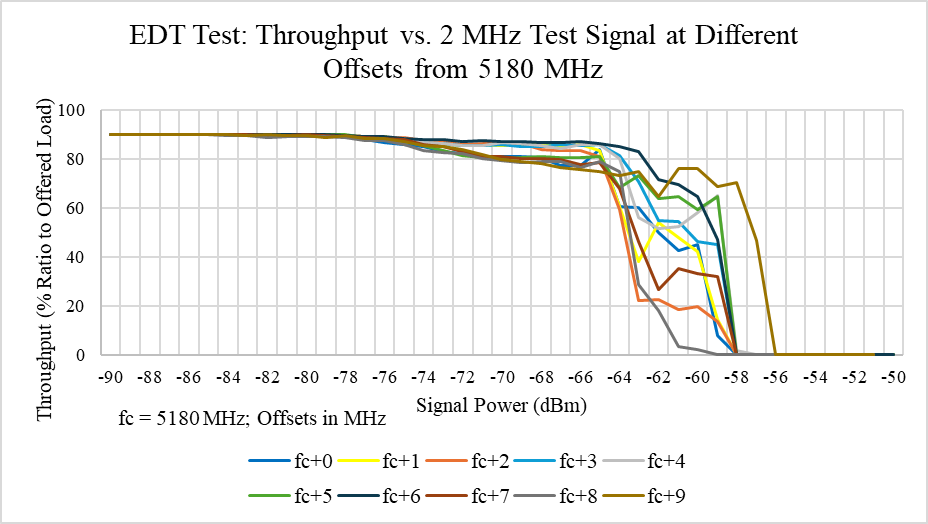 EDT Test: Throughput vs. 2 MHz Test Signal at Different
Offsets from 5180 MHz
Throughput (% Ratio to Offered Load)
100
80
60
40
20
0
-90 -88 -86 -84 -82 -80 -78 -76 -74 -72 -70 -68 -66 -64 -62 -60 -58 -56 -54 -52 -50
Signal Power (dBm)
fc = 5180 MHz; Offsets in MHz
fc+0 fc+1 fc+2 fc+3 fc+4
fc+5 fc+6 fc+7 fc+8 fc+9